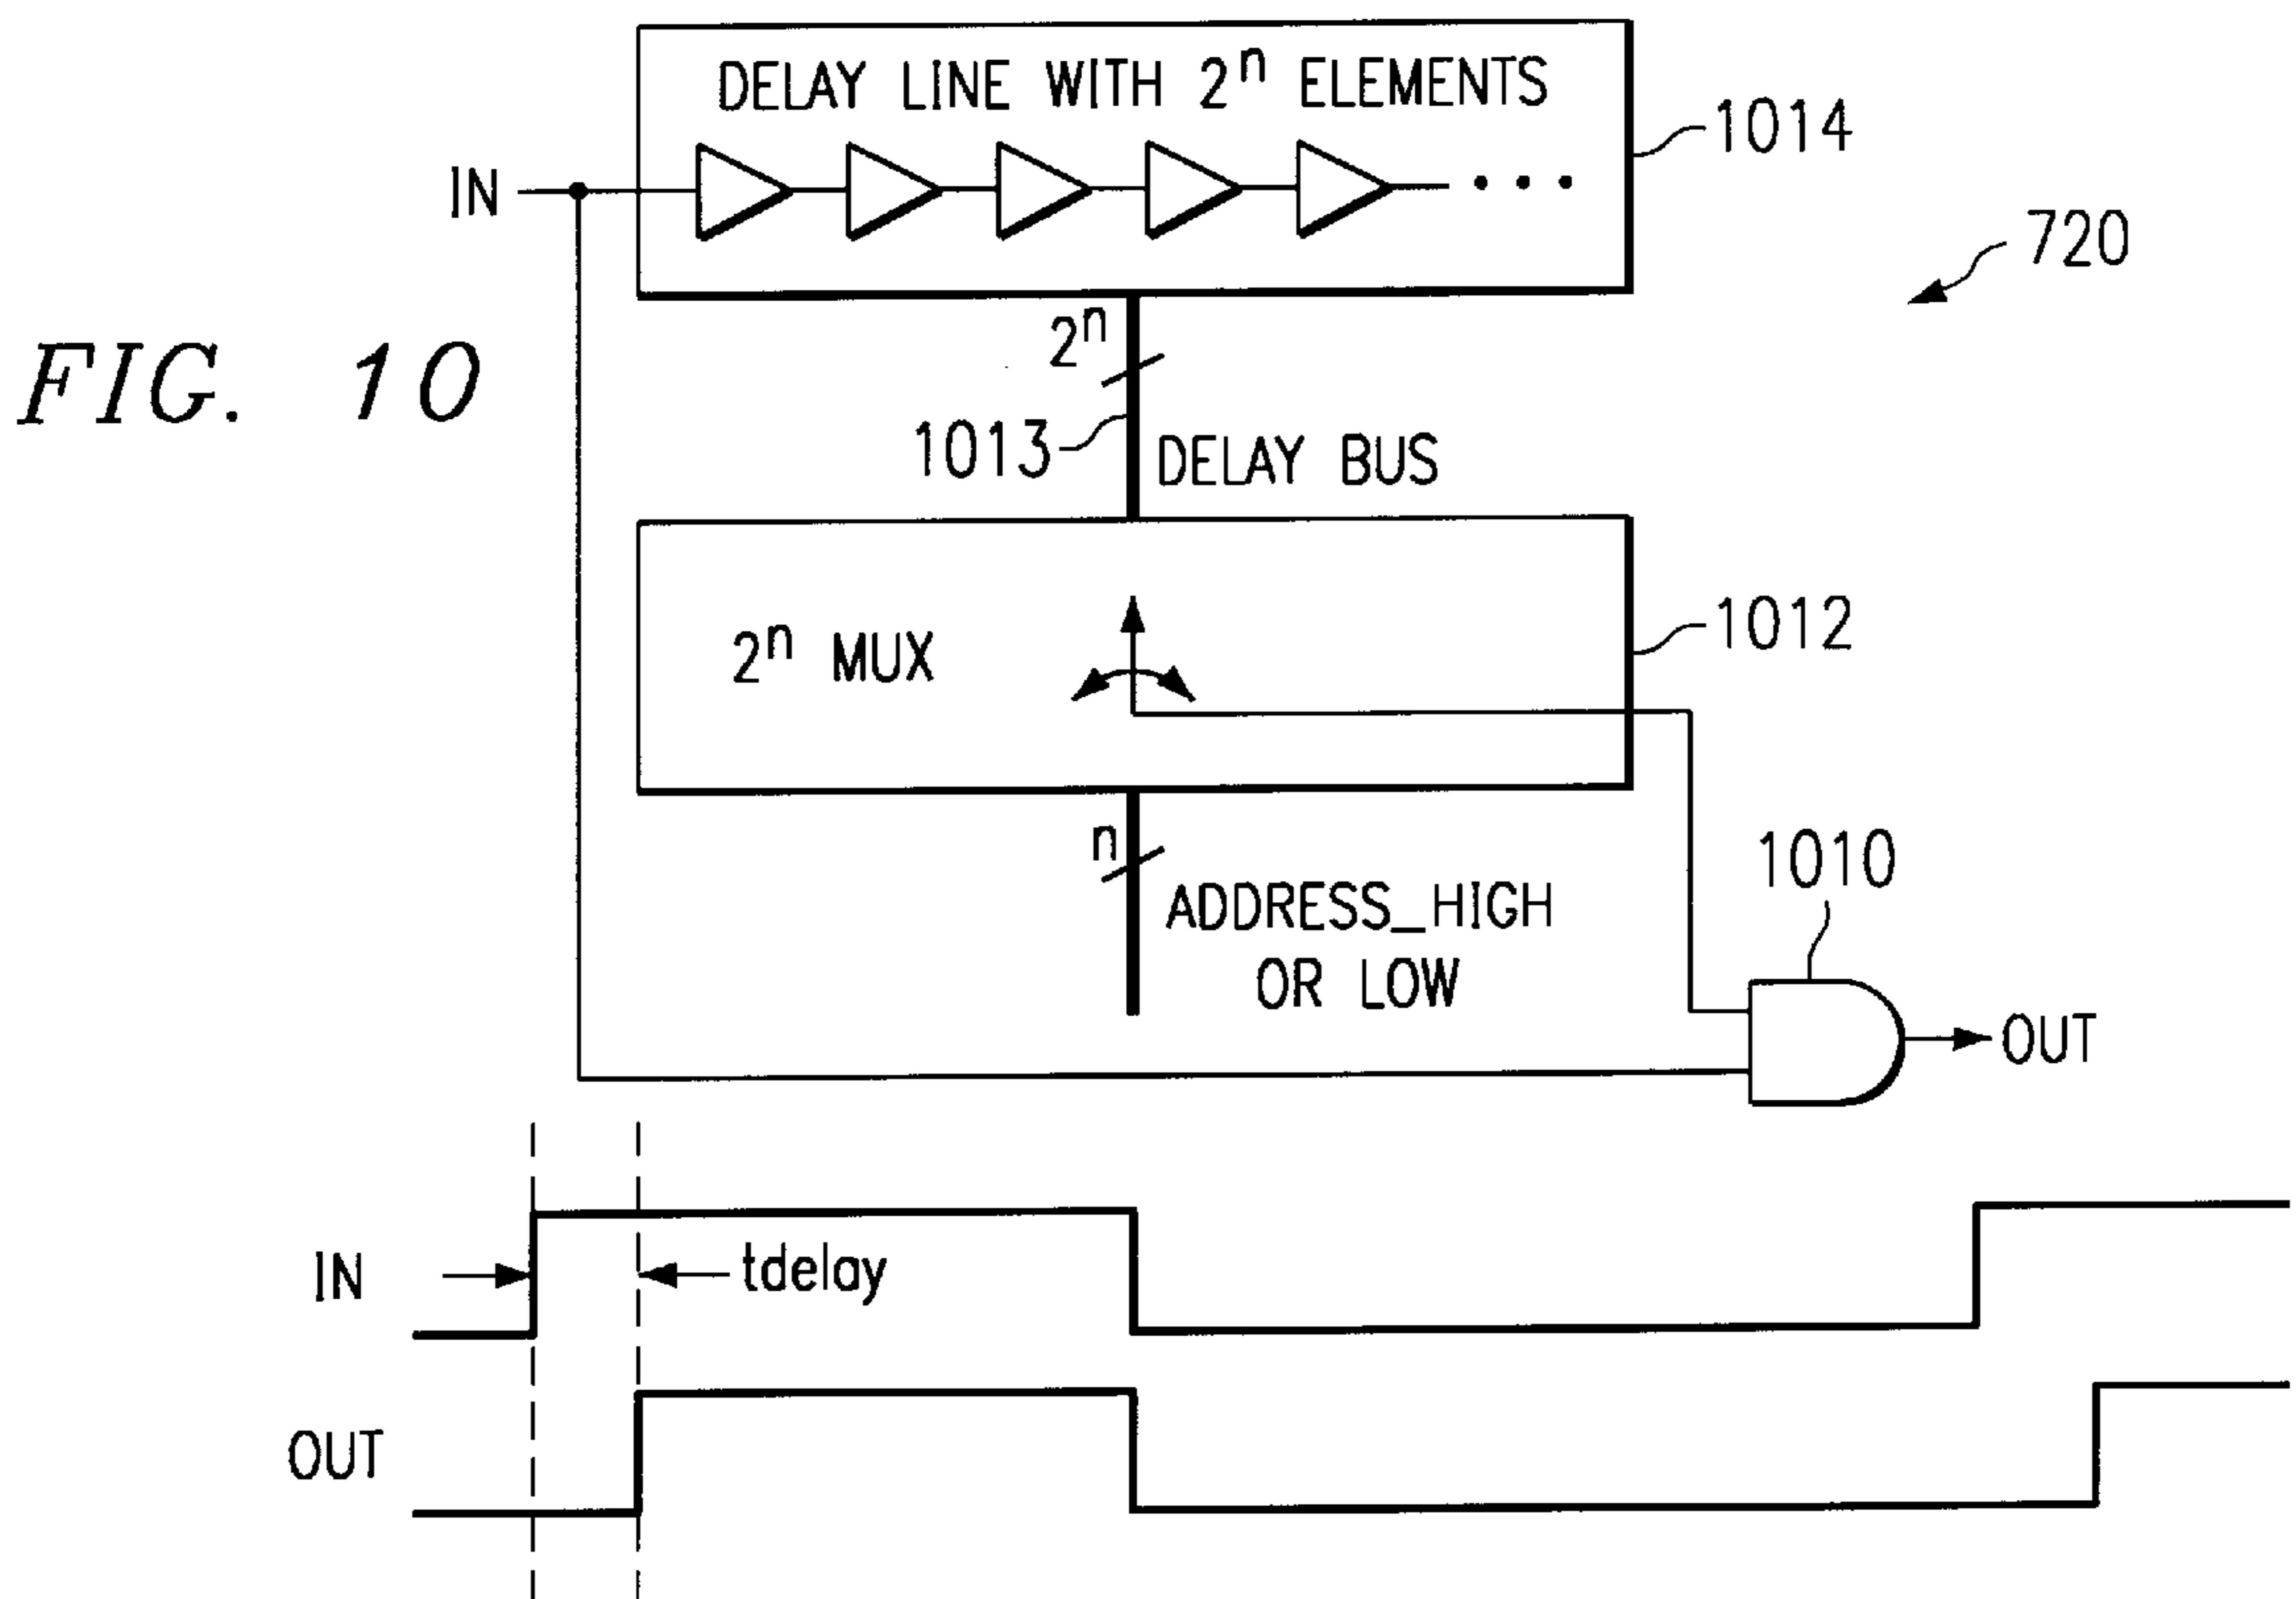 DELAY LINE WITH 2ⁿ ELEMENTS
1014
IN
720
2ⁿ
FIG. 10
1013
DELAY BUS
2ⁿ MUX
1012
n
1010
ADDRESS_HIGH
OR LOW
OUT
IN
tdelay
OUT